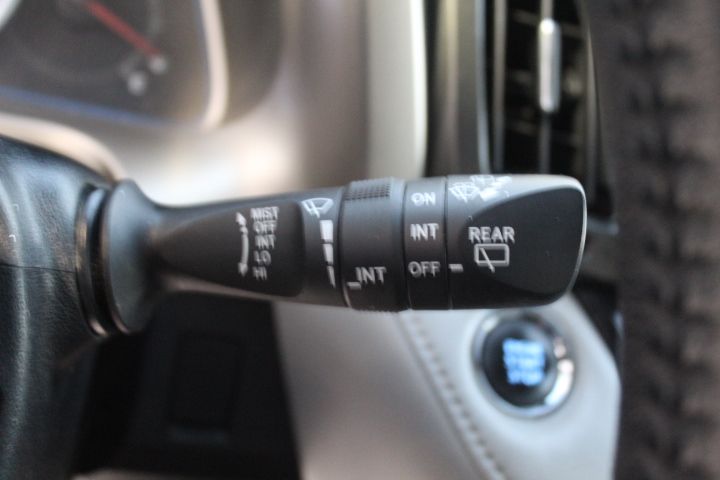 MIST
OFF
INT
LO
HI
INT
ON
INT
OFF
REAR